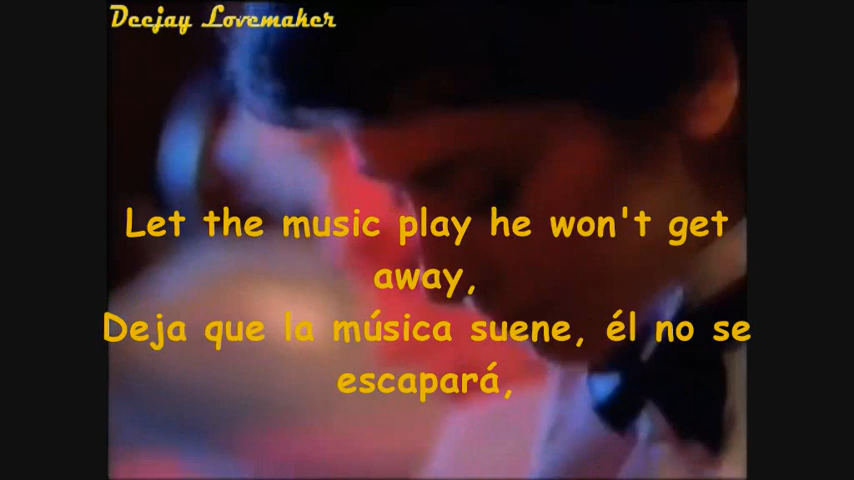 Deejay Lovemaker
Let the music play he won't get
away,
Deja que la música suene, él no se
escapará,